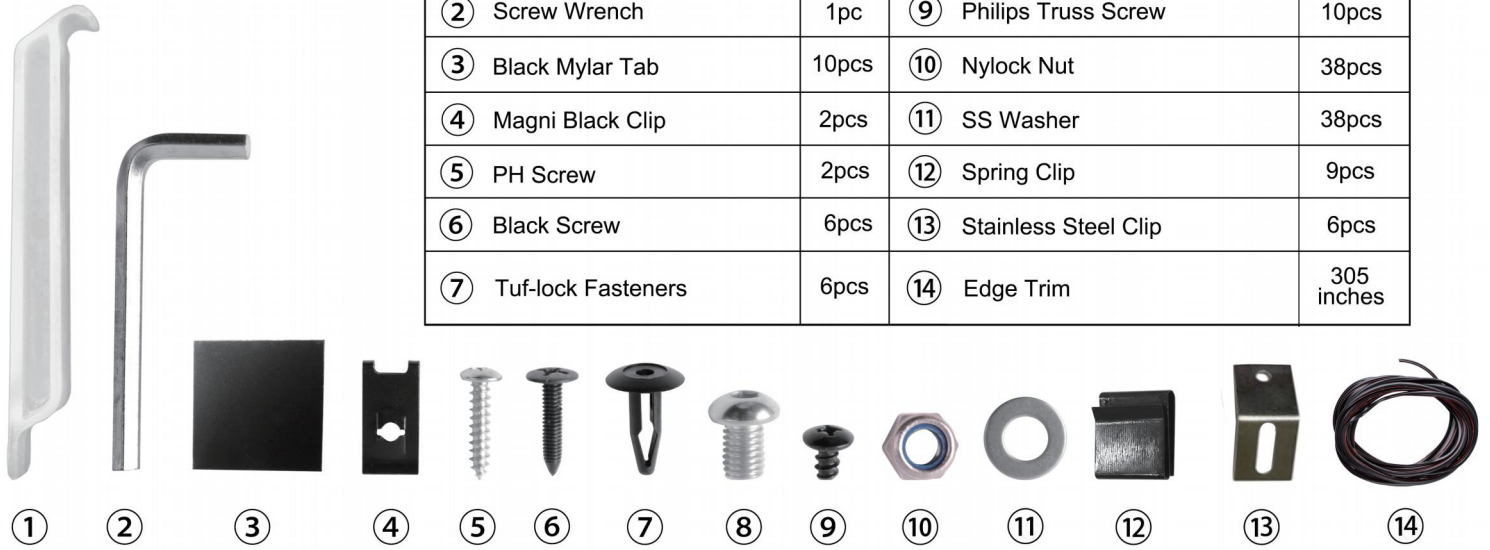 ② Screw Wrench 1pc ⑨ Philips Truss Screw 10pcs
③ Black Mylar Tab 10pcs ⑩ Nylock Nut 38pcs
④ Magni Black Clip 2pcs ⑪ SS Washer 38pcs
⑤ PH Screw 2pcs ⑫ Spring Clip 9pcs
⑥ Black Screw 6pcs ⑬ Stainless Steel Clip 6pcs
⑦ Tuf-lock Fasteners 6pcs ⑭ Edge Trim 305
inches
① ② ③ ④ ⑤ ⑥ ⑦ ⑧ ⑨ ⑩ ⑪ ⑫ ⑬ ⑭